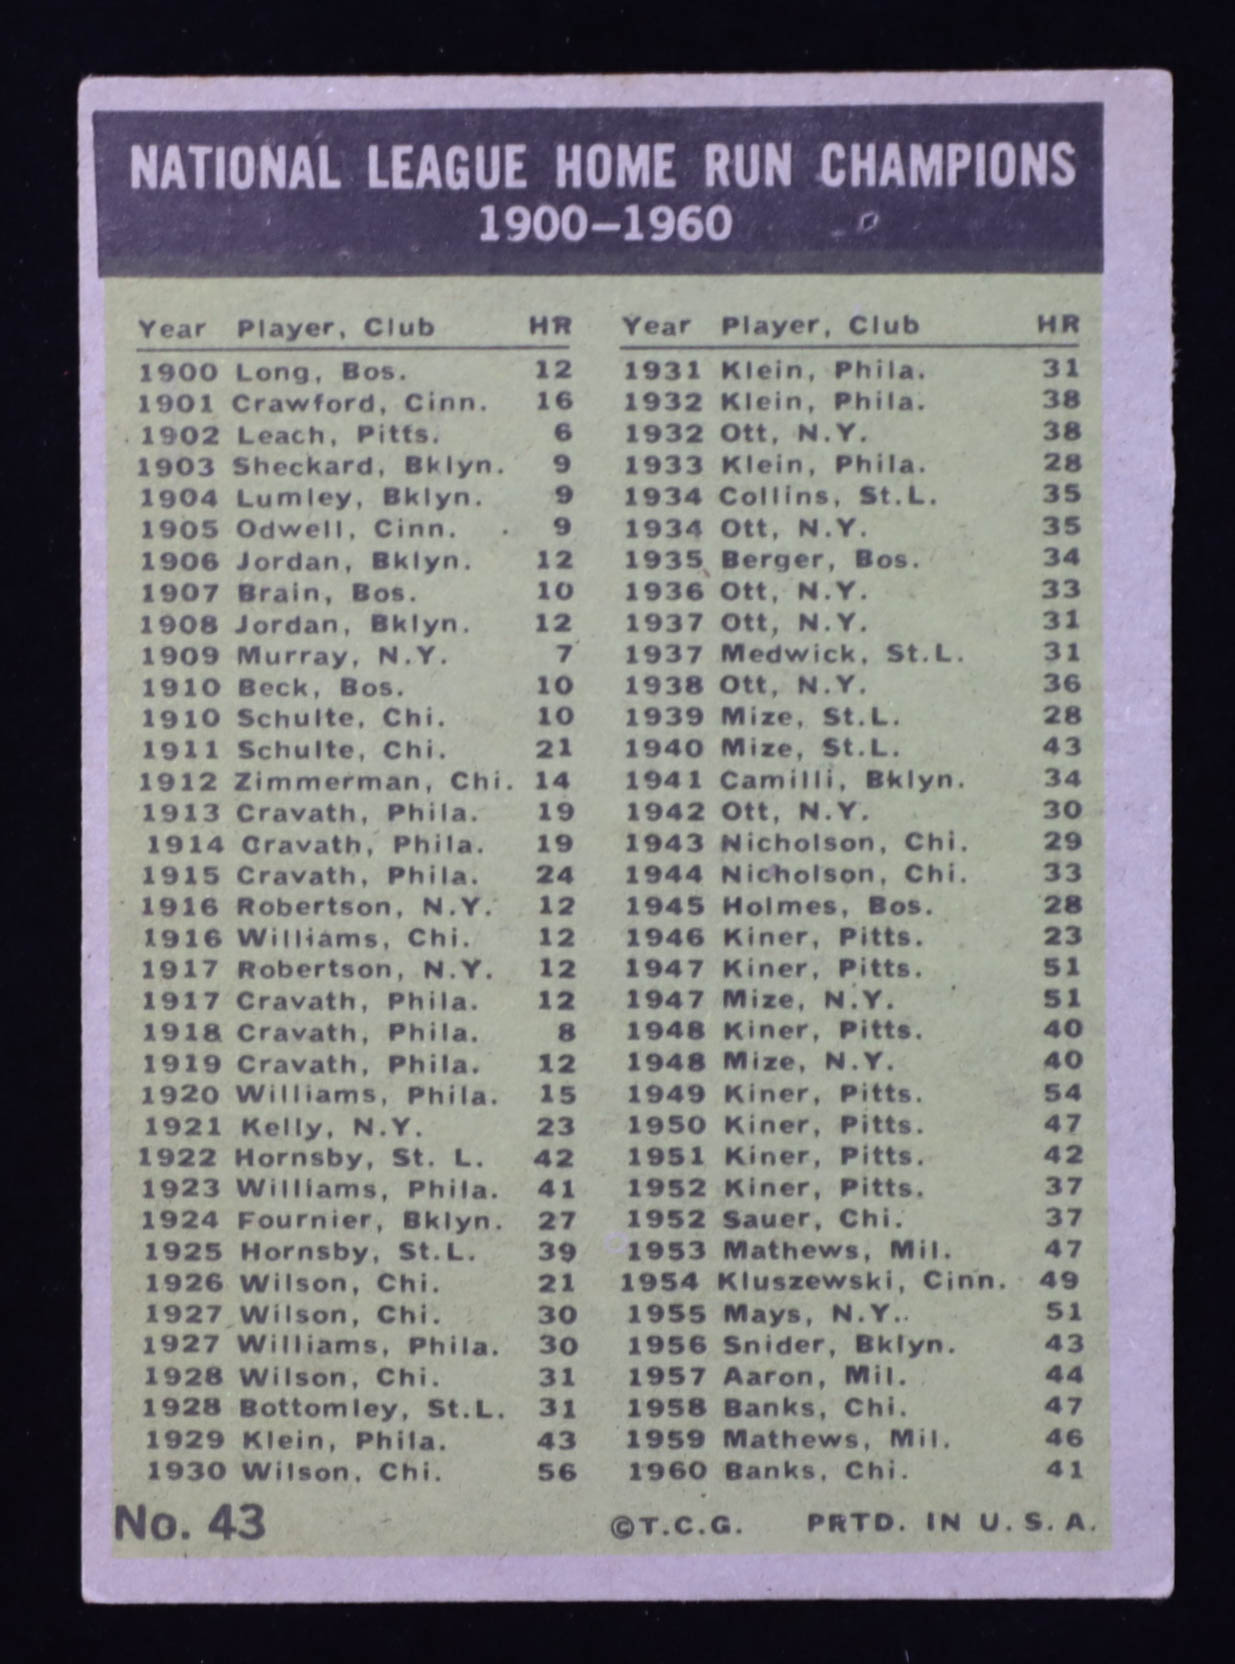 NATIONAL LEAGUE HOME RUN CHAMPIONS
1900–1960
Year Player, Club HR
1900 Long, Bos. 12
1901 Crawford, Cinn. 16
1902 Leach, Pitts. 6
1903 Sheckard, Bklyn. 9
1904 Lumley, Bklyn. 9
1905 Odwell, Cinn. 9
1906 Jordan, Bklyn. 12
1907 Brain, Bos. 10
1908 Jordan, Bklyn. 12
1909 Murray, N.Y. 7
1910 Beck, Bos. 10
1910 Schulte, Chi. 10
1911 Schulte, Chi. 21
1912 Zimmerman, Chi. 14
1913 Cravath, Phila. 19
1914 Cravath, Phila. 19
1915 Cravath, Phila. 24
1916 Robertson, N.Y. 12
1916 Williams, Chi. 12
1917 Robertson, N.Y. 12
1917 Cravath, Phila. 12
1918 Cravath, Phila. 8
1919 Cravath, Phila. 12
1920 Williams, Phila. 15
1921 Kelly, N.Y. 23
1922 Hornsby, St. L. 42
1923 Williams, Phila. 41
1924 Fournier, Bklyn. 27
1925 Hornsby, St.L. 39
1926 Wilson, Chi. 21
1927 Wilson, Chi. 30
1927 Williams, Phila. 30
1928 Wilson, Chi. 31
1928 Bottomley, St.L. 31
1929 Klein, Phila. 43
1930 Wilson, Chi. 56
Year Player, Club HR
1931 Klein, Phila. 31
1932 Klein, Phila. 38
1932 Ott, N.Y. 38
1933 Klein, Phila. 28
1934 Collins, St.L. 35
1934 Ott, N.Y. 35
1935 Berger, Bos. 34
1936 Ott, N.Y. 33
1937 Ott, N.Y. 31
1937 Medwick, St.L. 31
1938 Ott, N.Y. 36
1939 Mize, St.L. 28
1940 Mize, St.L. 43
1941 Camilli, Bklyn. 34
1942 Ott, N.Y. 30
1943 Nicholson, Chi. 29
1944 Nicholson, Chi. 33
1945 Holmes, Bos. 28
1946 Kiner, Pitts. 23
1947 Kiner, Pitts. 51
1947 Mize, N.Y. 51
1948 Kiner, Pitts. 40
1948 Mize, N.Y. 40
1949 Kiner, Pitts. 54
1950 Kiner, Pitts. 47
1951 Kiner, Pitts. 42
1952 Kiner, Pitts. 37
1952 Sauer, Chi. 37
1953 Mathews, Mil. 47
1954 Kluszewski, Cinn. 49
1955 Mays, N.Y. 51
1956 Snider, Bklyn. 43
1957 Aaron, Mil. 44
1958 Banks, Chi. 47
1959 Mathews, Mil. 46
1960 Banks, Chi. 41
No. 43
©T.C.G. PRTD. IN U.S.A.